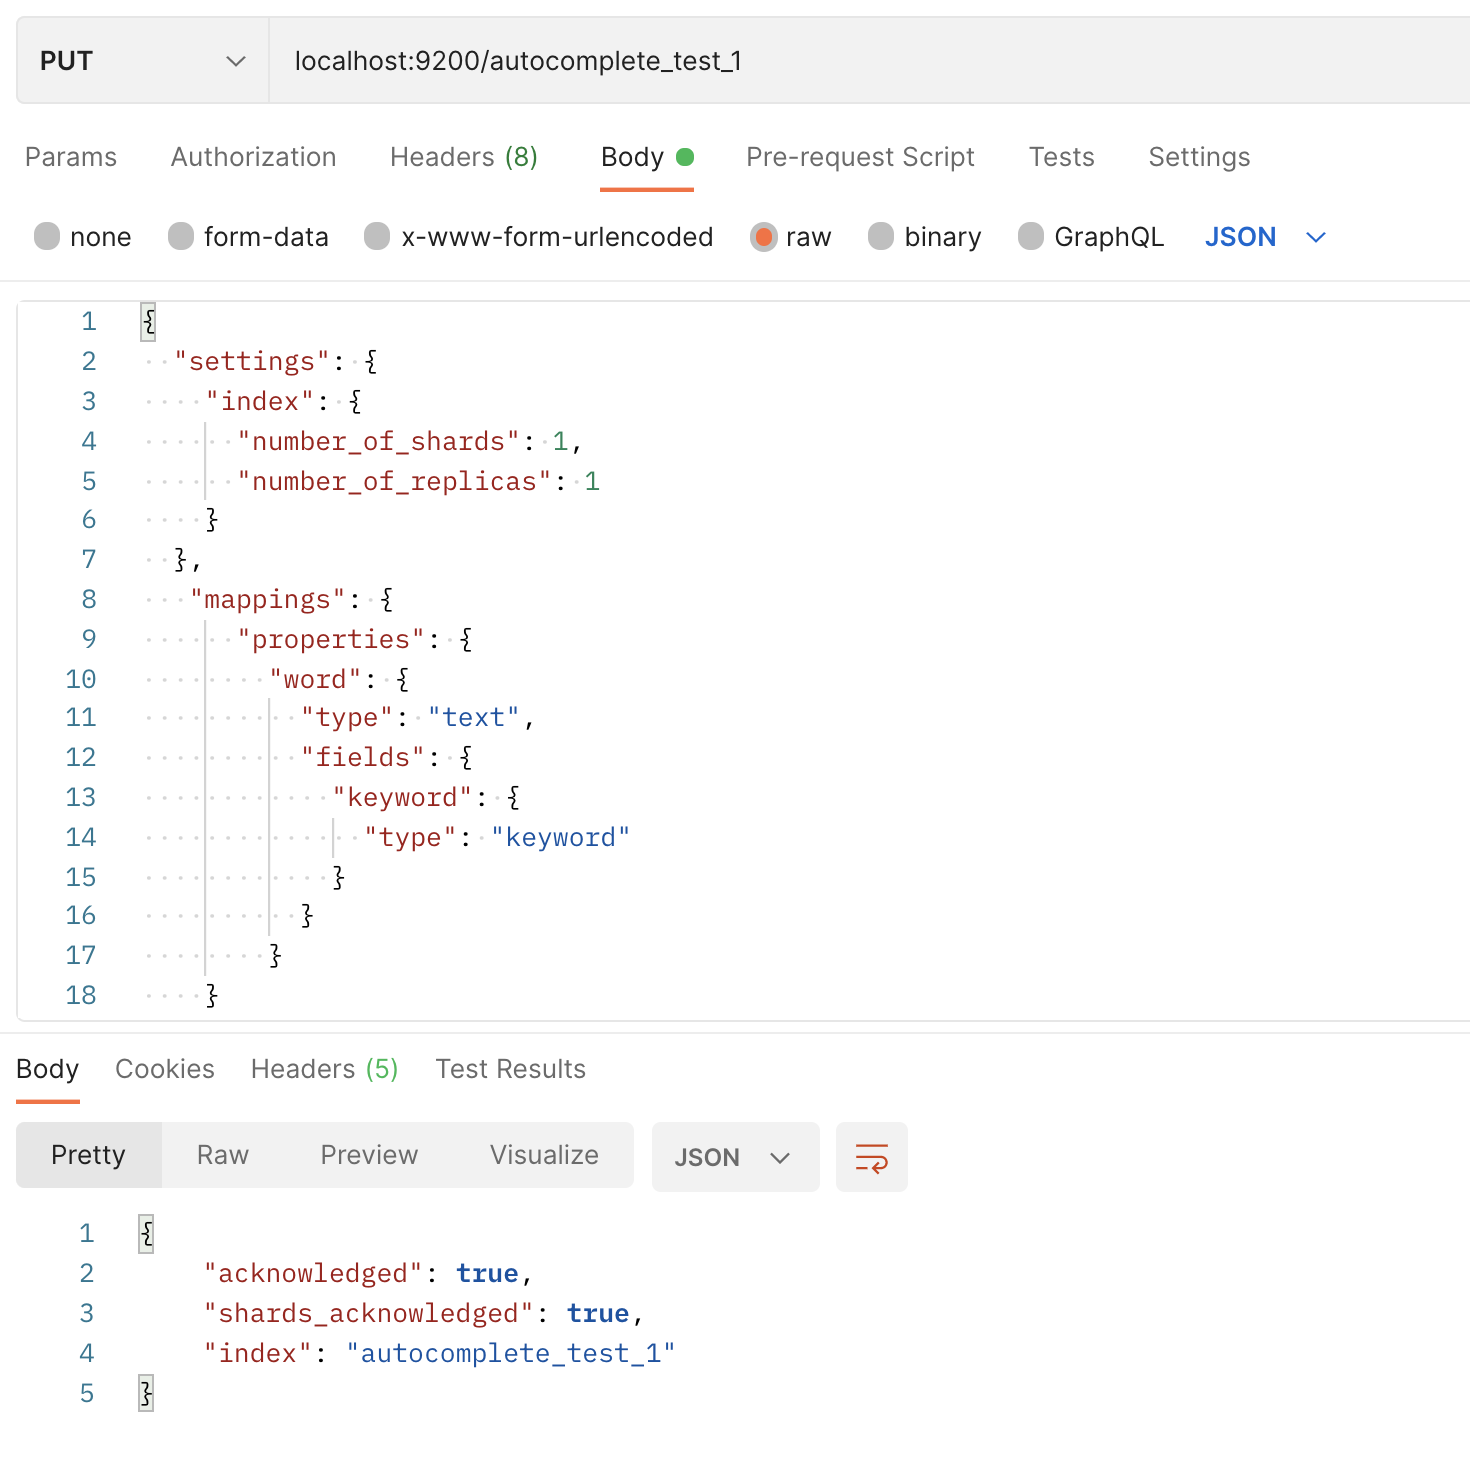 PUT localhost:9200/autocomplete_test_1
Params Authorization Headers (8) Body Pre-request Script Tests Settings
none form-data x-www-form-urlencoded raw binary GraphQL JSON
1 {
2 "settings": {
3 "index": {
4 "number_of_shards": 1,
5 "number_of_replicas": 1
6 }
7 },
8 "mappings": {
9 "properties": {
10 "word": {
11 "type": "text",
12 "fields": {
13 "keyword": {
14 "type": "keyword"
15 }
16 }
17 }
18 }
Body Cookies Headers (5) Test Results
Pretty Raw Preview Visualize JSON
1 {
2 "acknowledged": true,
3 "shards_acknowledged": true,
4 "index": "autocomplete_test_1"
5 }